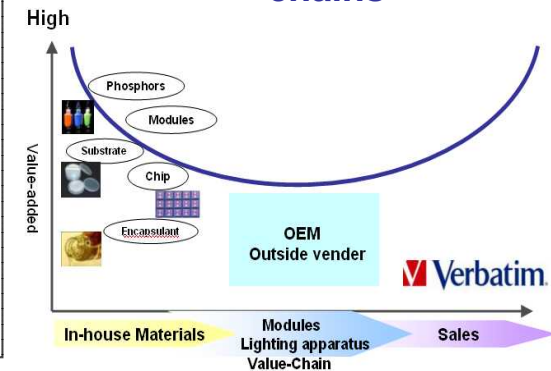 High
Phosphors
Modules
Substrate
Chip
Encapsulant
Value-added
OEM
Outside vender
Verbatim.
In-house Materials
Modules
Lighting apparatus
Sales
Value-Chain